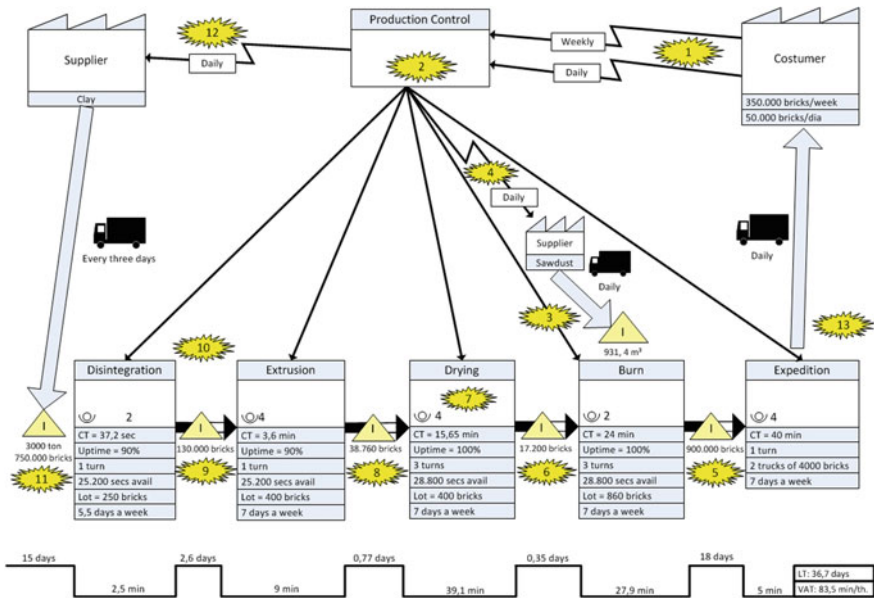 Production Control
12
Supplier
Clay
Daily
2
Weekly
Daily
1
Costumer
350.000 bricks/week
50.000 bricks/dia
4
Daily
Supplier
Sawdust
Daily
3
I
931, 4 m³
Every three days
Daily
10
13
I
3000 ton
750.000 bricks
11
Disintegration
2
CT = 37,2 sec
Uptime = 90%
1 turn
25.200 secs avail
Lot = 250 bricks
5,5 days a week
I
130.000 bricks
9
Extrusion
4
CT = 3,6 min
Uptime = 90%
1 turn
25.200 secs avail
Lot = 400 bricks
7 days a week
I
38.760 bricks
8
Drying
7
4
CT = 15,65 min
Uptime = 100%
3 turns
28.800 secs avail
Lot = 400 bricks
7 days a week
I
17.200 bricks
6
Burn
2
CT = 24 min
Uptime = 100%
3 turns
28.800 secs avail
Lot = 860 bricks
7 days a week
I
900.000 bricks
5
Expedition
4
CT = 40 min
1 turn
2 trucks of 4000 bricks
7 days a week
15 days
2,5 min
2,6 days
9 min
0,77 days
39,1 min
0,35 days
27,9 min
18 days
5 min
LT: 36,7 days
VAT: 83,5 min/th.